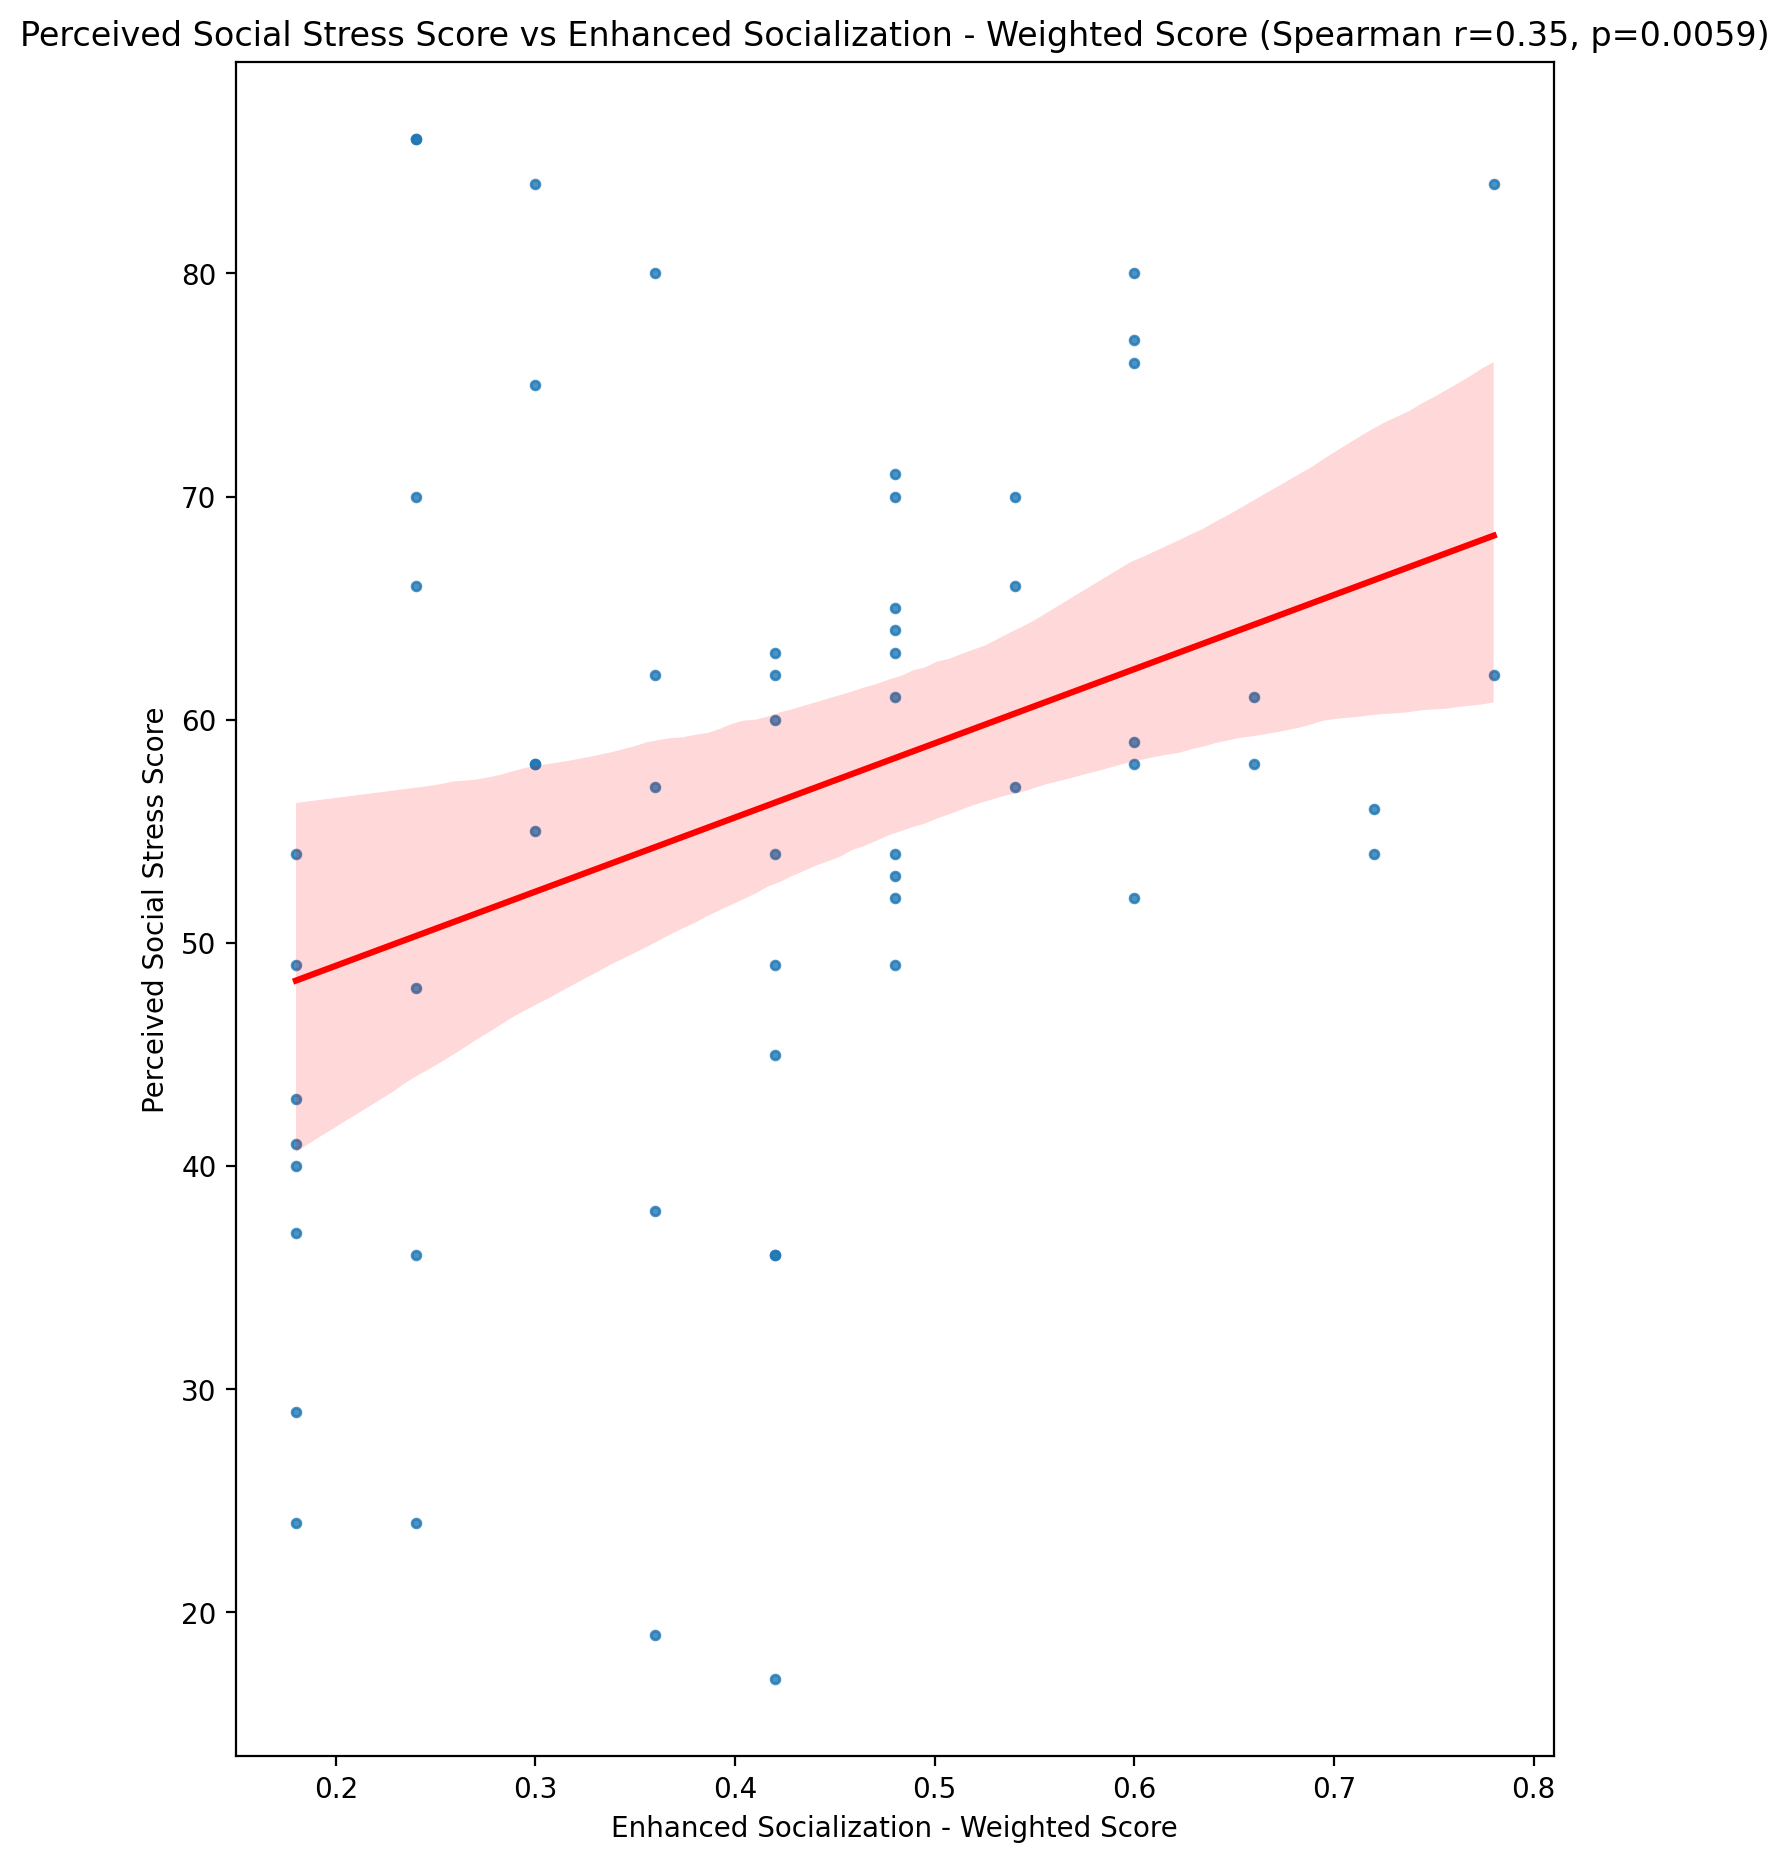 Perceived Social Stress Score vs Enhanced Socialization - Weighted Score (Spearman r=0.35, p=0.0059)
80
70
60
50
40
30
20
Perceived Social Stress Score
0.2 0.3 0.4 0.5 0.6 0.7 0.8
Enhanced Socialization - Weighted Score